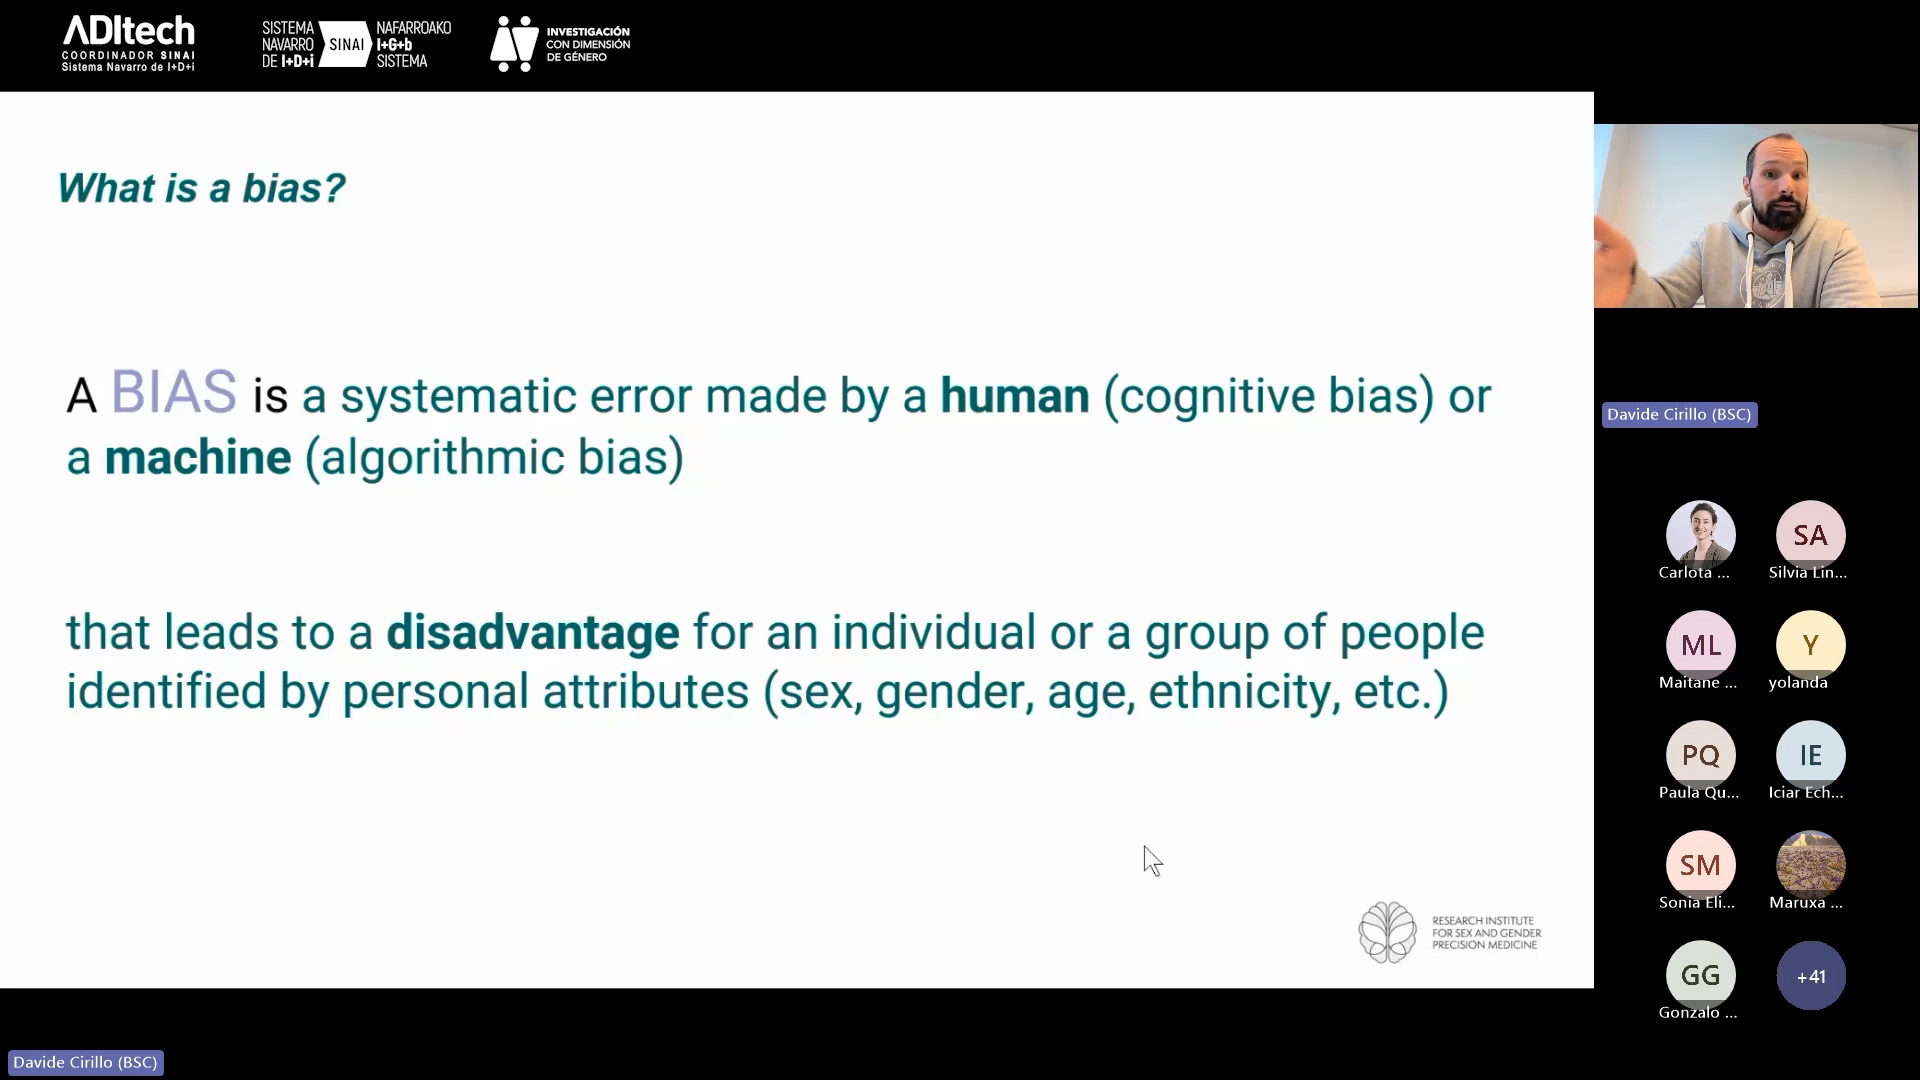 ADItech
COORDINADOR SINAI
Sistema Navarro de I+D+i
SISTEMA
NAVARRO
DE I+D+i
SINAI
NAFARROAKO
I+G+b
SISTEMA
INVESTIGACIÓN
CON DIMENSIÓN
DE GÉNERO
What is a bias?
A BIAS is a systematic error made by a human (cognitive bias) or
a machine (algorithmic bias)
that leads to a disadvantage for an individual or a group of people
identified by personal attributes (sex, gender, age, ethnicity, etc.)
RESEARCH INSTITUTE
FOR SEX AND GENDER
PRECISION MEDICINE
Davide Cirillo (BSC)
Carlota ...
SA
Silvia Lin...
ML
Maitane ...
Y
yolanda
PQ
Paula Qu...
IE
Iciar Ech...
SM
Sonia Eli...
Maruxa ...
GG
Gonzalo ...
+41
Davide Cirillo (BSC)